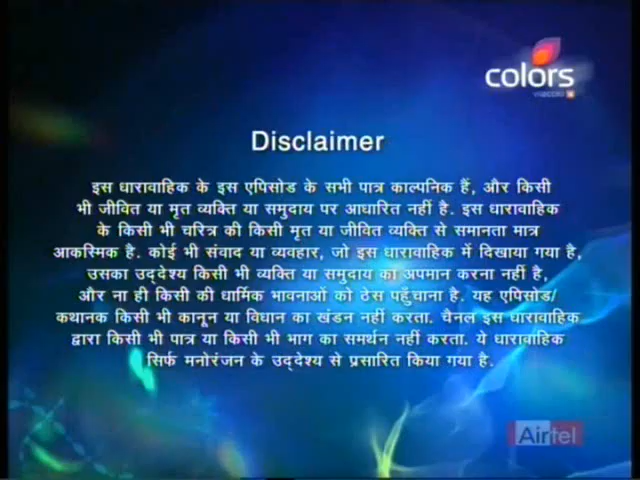 colors
VIACOM 18
Disclaimer
इस धारावाहिक के इस एपिसोड के सभी पात्र काल्पनिक हैं, और किसी
भी जीवित या मृत व्यक्ति या समुदाय पर आधारित नहीं है. इस धारावाहिक
के किसी भी चरित्र की किसी मृत या जीवित व्यक्ति से समानता मात्र
आकस्मिक है. कोई भी संवाद या व्यवहार, जो इस धारावाहिक में दिखाया गया है,
उसका उद्देश्य किसी भी व्यक्ति या समुदाय का अपमान करना नहीं है,
और ना ही किसी की धार्मिक भावनाओं को ठेस पहुँचाना है. यह एपिसोड/
कथानक किसी भी कानून या विधान का खंडन नहीं करता. चैनल इस धारावाहिक
द्वारा किसी भी पात्र या किसी भी भाग का समर्थन नहीं करता. ये धारावाहिक
सिर्फ मनोरंजन के उद्देश्य से प्रसारित किया गया है.
Airtel